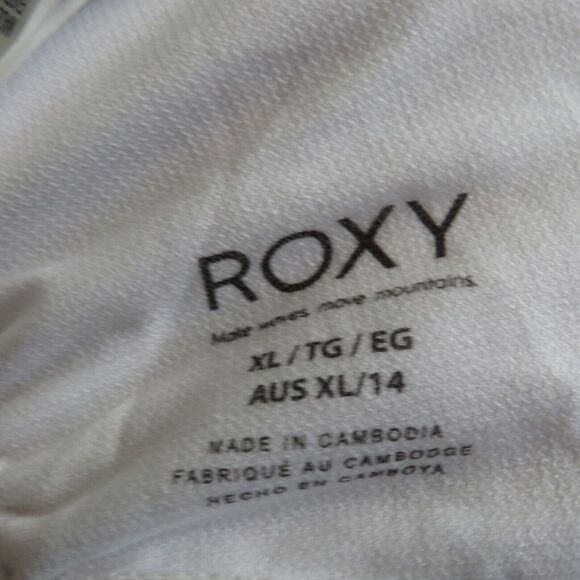 ROXY
Make waves, move mountains.
XL / TG / EG
AUS XL/14
MADE IN CAMBODIA
FABRIQUÉ AU CAMBODGE
HECHO EN CAMBOYA